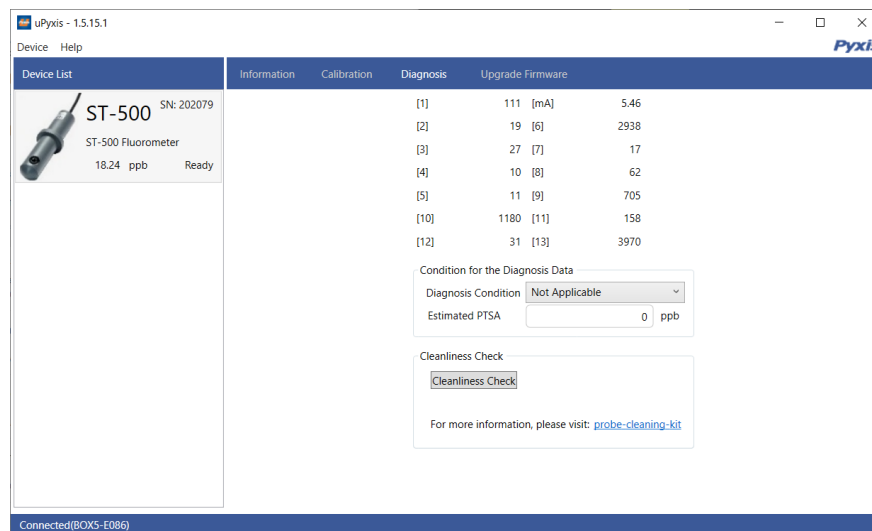 uPyxis - 1.5.15.1
Device Help
Pyxis
Device List
Information Calibration Diagnosis Upgrade Firmware
ST-500 SN: 202079
ST-500 Fluorometer
18.24 ppb Ready
[1] 111 [mA] 5.46
[2] 19 [6] 2938
[3] 27 [7] 17
[4] 10 [8] 62
[5] 11 [9] 705
[10] 1180 [11] 158
[12] 31 [13] 3970
Condition for the Diagnosis Data
Diagnosis Condition Not Applicable
Estimated PTSA 0 ppb
Cleanliness Check
Cleanliness Check
For more information, please visit: probe-cleaning-kit
Connected(BOX5-E086)